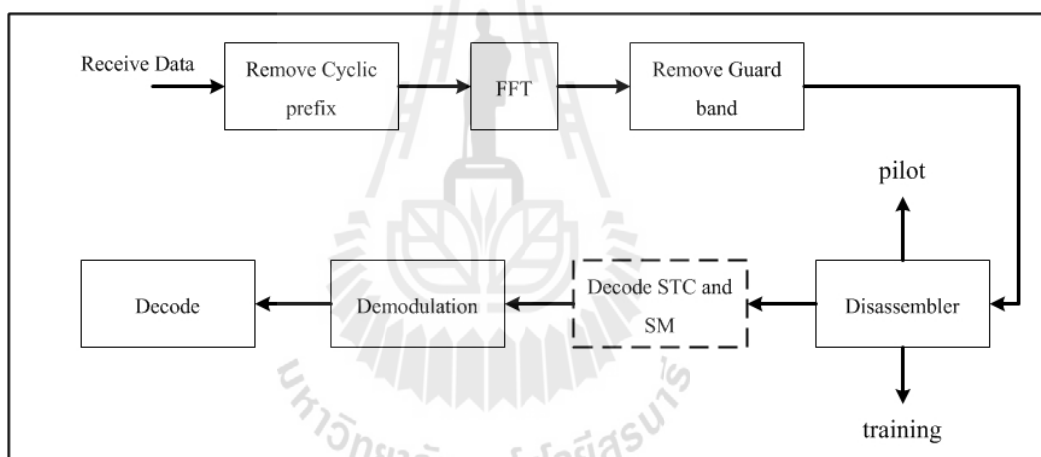 Receive Data
Remove Cyclic
prefix
FFT
Remove Guard
band
pilot
Decode
Demodulation
Decode STC and
SM
Disassembler
training